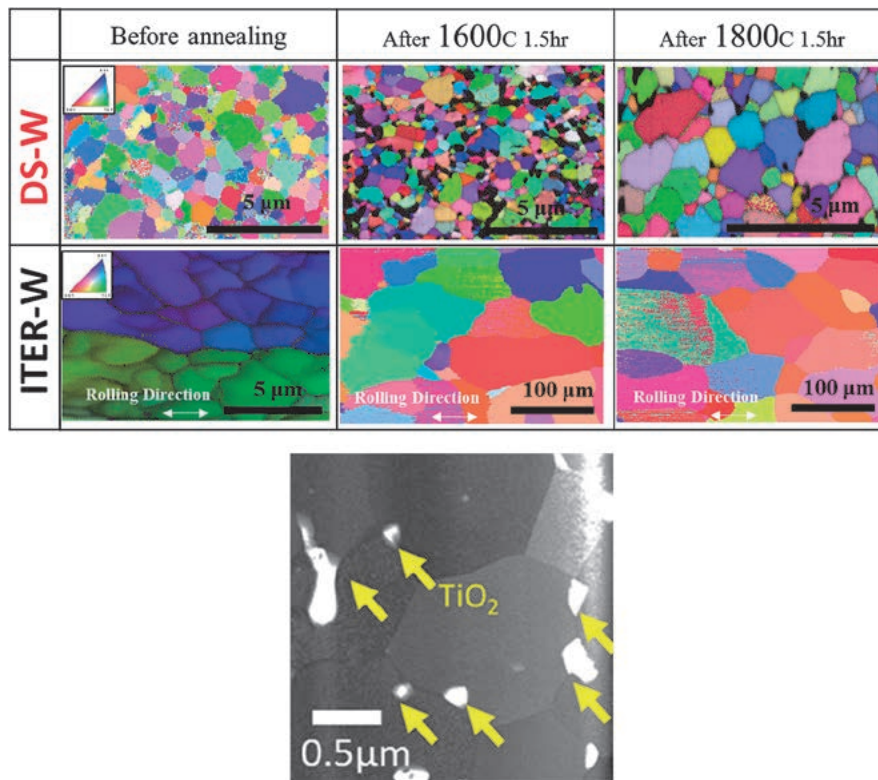 Before annealing
After 1600C 1.5hr
After 1800C 1.5hr
DS-W
5 µm
5 µm
5 µm
ITER-W
Rolling Direction
5 µm
Rolling Direction
100 µm
Rolling Direction
100 µm
TiO₂
0.5µm